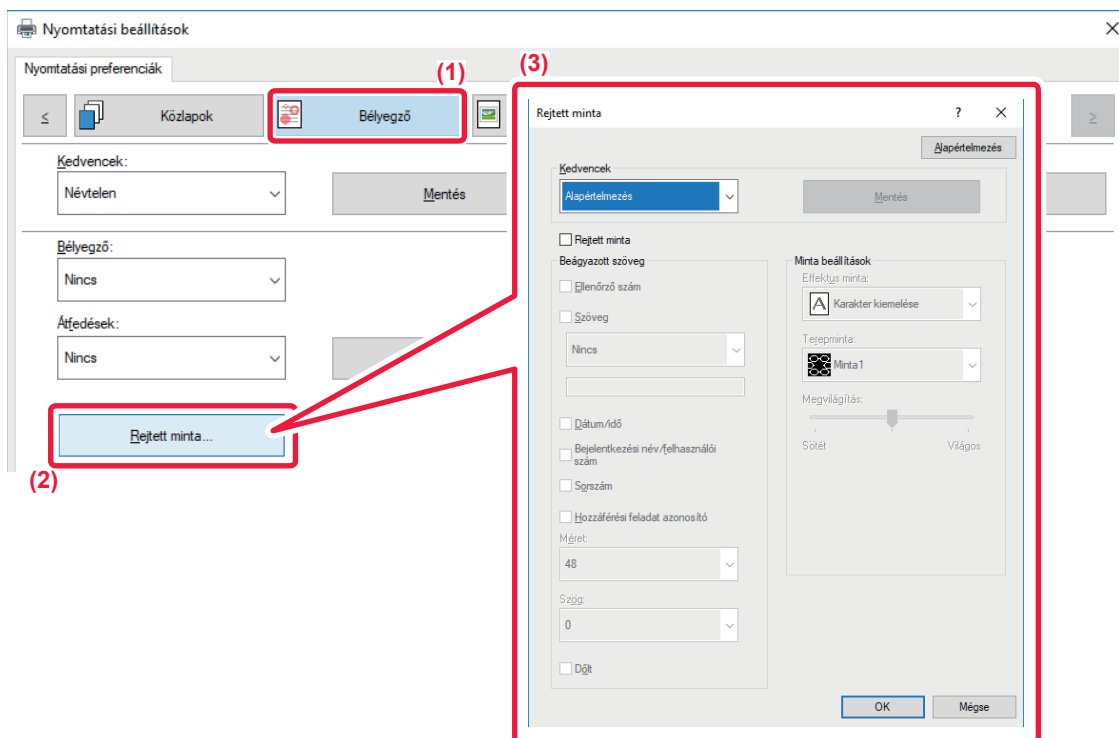 Nyomtatási beállítások
Nyomtatási preferenciák
(1)
(3)
<
Közlapok
Bélyegző
>
Kedvencek:
Névtelen
Mentés
Bélyegző:
Nincs
Átfedések:
Nincs
Rejtett minta...
(2)
Rejtett minta
?
Alapértelmezés
Kedvencek
Alapértelmezés
Mentés
Rejtett minta
Beágyazott szöveg
Ellenőrző szám
Szöveg
Nincs
Dátum/idő
Bejelentkezési név/felhasználói
szám
Sorszám
Hozzáférési feladat azonosító
Méret:
48
Szög:
0
Dőlt
Minta beállítások
Effektus minta:
A Karakter kiemelése
Terepminta:
Minta1
Megvilágítás:
Sötét
Világos
OK
Mégse